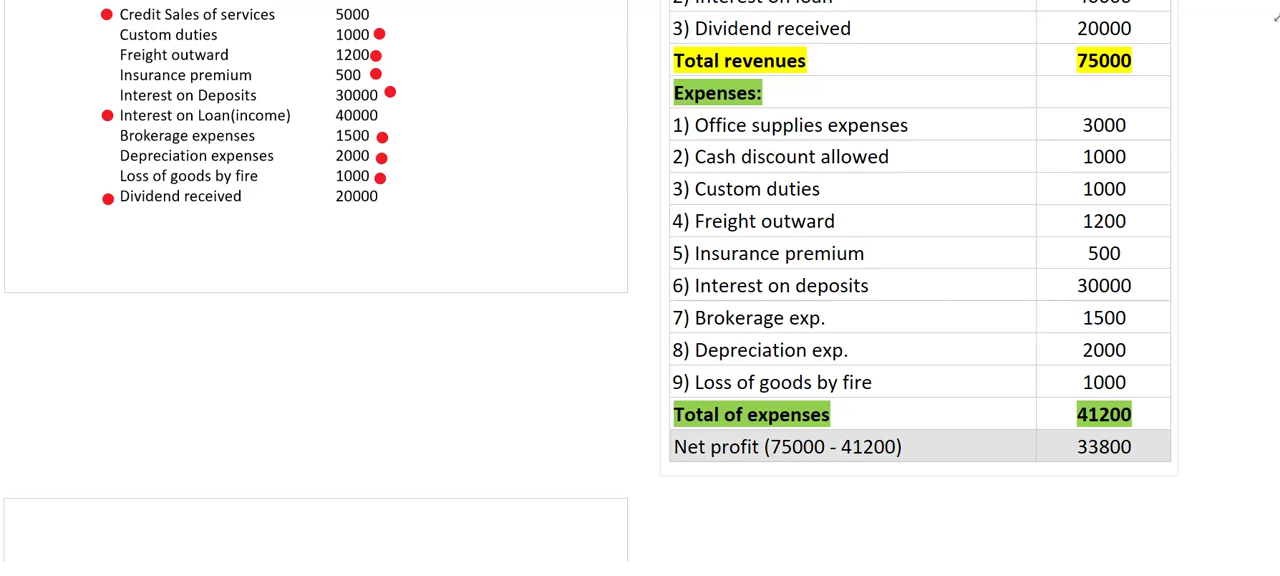 Credit Sales of services 5000
Custom duties 1000
Freight outward 1200
Insurance premium 500
Interest on Deposits 30000
Interest on Loan(income) 40000
Brokerage expenses 1500
Depreciation expenses 2000
Loss of goods by fire 1000
Dividend received 20000
3) Dividend received 20000
Total revenues 75000
Expenses:
1) Office supplies expenses 3000
2) Cash discount allowed 1000
3) Custom duties 1000
4) Freight outward 1200
5) Insurance premium 500
6) Interest on deposits 30000
7) Brokerage exp. 1500
8) Depreciation exp. 2000
9) Loss of goods by fire 1000
Total of expenses 41200
Net profit (75000 - 41200) 33800